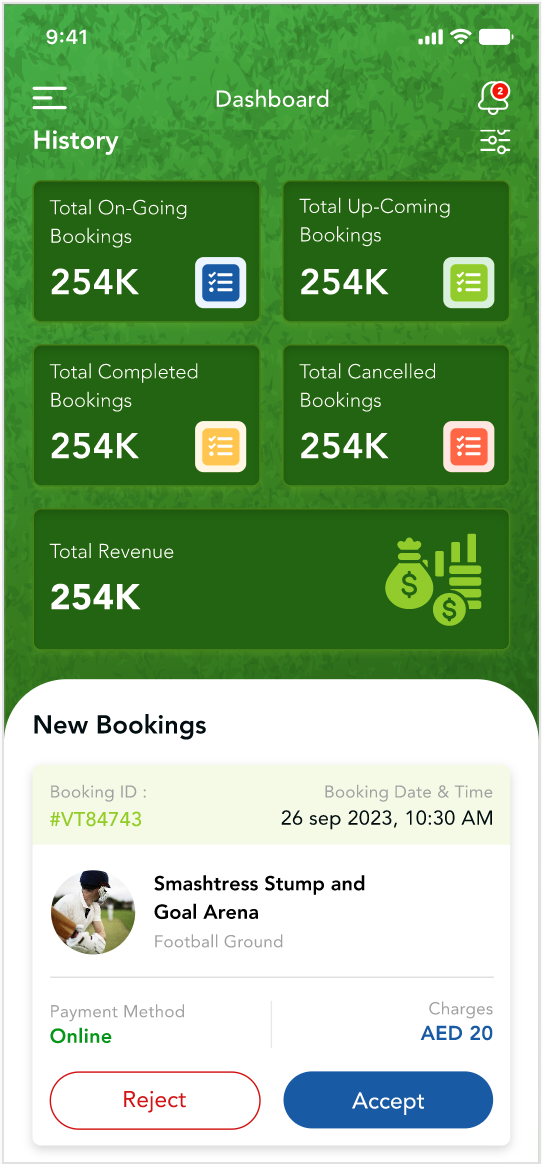 9:41
2
Dashboard
History
Total On-Going
Bookings
254K
Total Up-Coming
Bookings
254K
Total Completed
Bookings
254K
Total Cancelled
Bookings
254K
Total Revenue
254K
$
$
New Bookings
Booking ID :
#VT84743
Booking Date & Time
26 sep 2023, 10:30 AM
Smashtress Stump and
Goal Arena
Football Ground
Payment Method
Online
Charges
AED 20
Reject
Accept